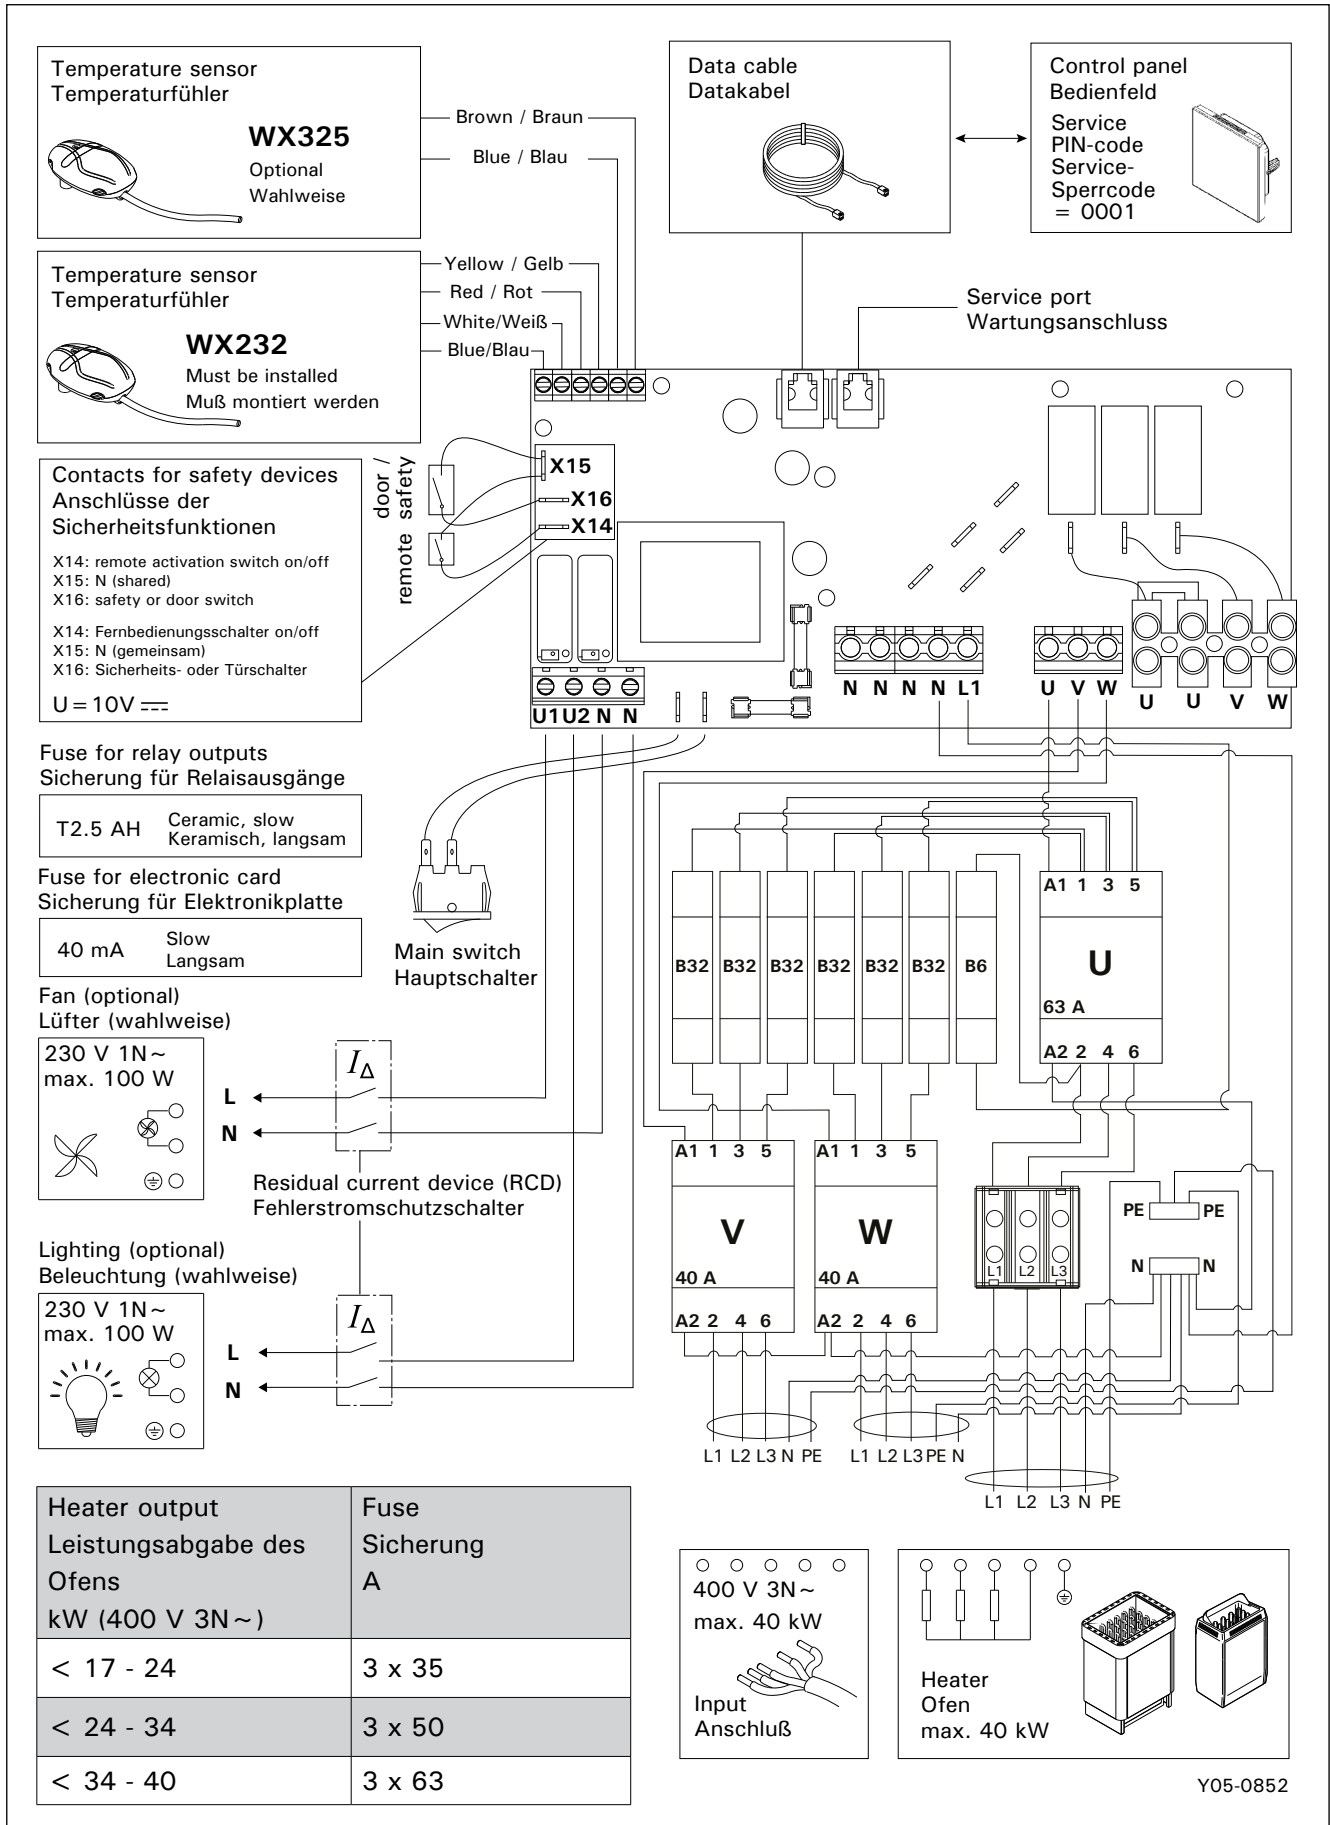 Temperature sensor
Temperaturfühler
WX325
Optional
Wahlweise
Brown / Braun
Blue / Blau
Data cable
Datakabel
Control panel
Bedienfeld
Service
PIN-code
Service-
Sperrcode
= 0001
Temperature sensor
Temperaturfühler
WX232
Must be installed
Muß montiert werden
Yellow / Gelb
Red / Rot
White/Weiß
Blue/Blau
Service port
Wartungsanschluss
Contacts for safety devices
Anschlüsse der
Sicherheitsfunktionen
X14: remote activation switch on/off
X15: N (shared)
X16: safety or door switch
X14: Fernbedienungsschalter on/off
X15: N (gemeinsam)
X16: Sicherheits- oder Türschalter
U = 10V
door /
remote safety
X15
X16
X14
U1 U2 N N
N N N N L1
U V W
U U V W
Fuse for relay outputs
Sicherung für Relaisausgänge
T2.5 AH
Ceramic, slow
Keramisch, langsam
Fuse for electronic card
Sicherung für Elektronikplatte
40 mA
Slow
Langsam
Main switch
Hauptschalter
B32 B32 B32 B32 B32 B32 B6
A1 1 3 5
U
63 A
A2 2 4 6
Fan (optional)
Lüfter (wahlweise)
230 V 1N~
max. 100 W
L
N
I∆
Residual current device (RCD)
Fehlerstromschutzschalter
A1 1 3 5
V
40 A
A2 2 4 6
A1 1 3 5
W
40 A
A2 2 4 6
L1 L2 L3
PE PE
N N
Lighting (optional)
Beleuchtung (wahlweise)
230 V 1N~
max. 100 W
L
N
I∆
L1 L2 L3 N PE
L1 L2 L3 PE N
L1 L2 L3 N PE
Heater output
Leistungsabgabe des
Ofens
kW (400 V 3N~)
Fuse
Sicherung
A
< 17 - 24
3 x 35
< 24 - 34
3 x 50
< 34 - 40
3 x 63
400 V 3N~
max. 40 kW
Input
Anschluß
Heater
Ofen
max. 40 kW
Y05-0852